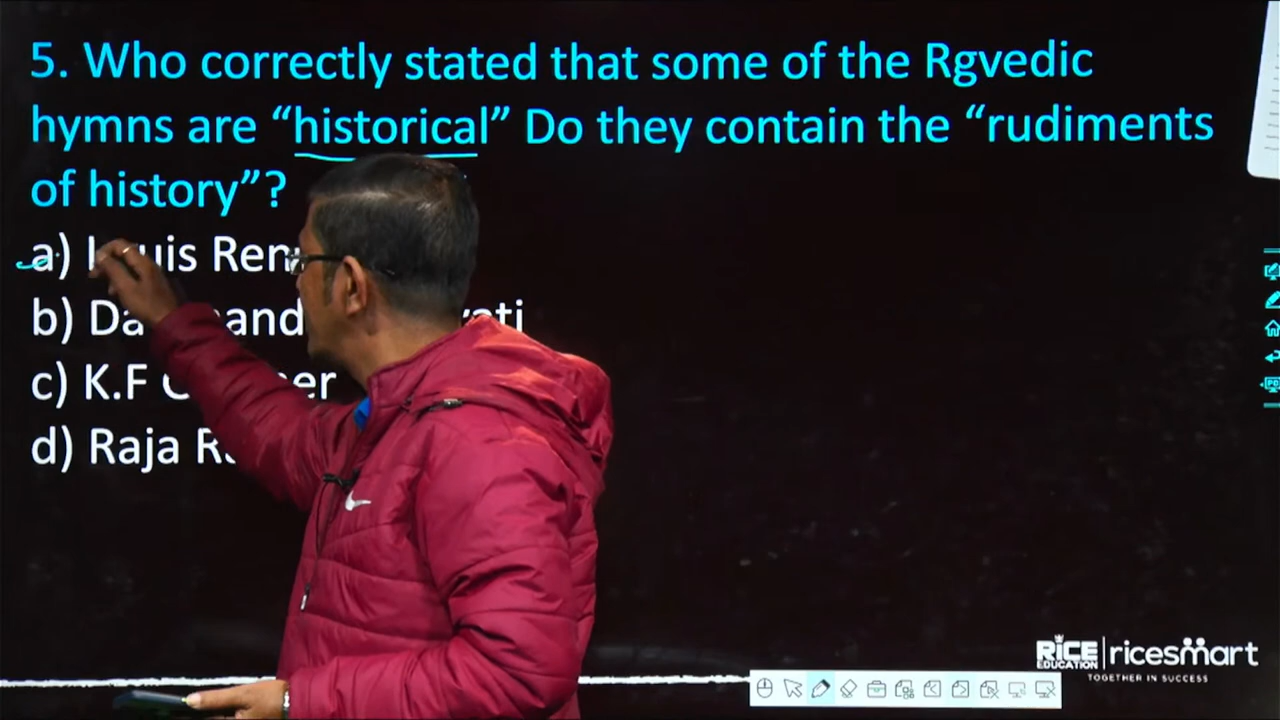 5. Who correctly stated that some of the Rgvedic
hymns are “historical” Do they contain the “rudiments
of history”?
a)
b)
c) K.F
d) Raja
RICE EDUCATION ricesmart
TOGETHER IN SUCCESS